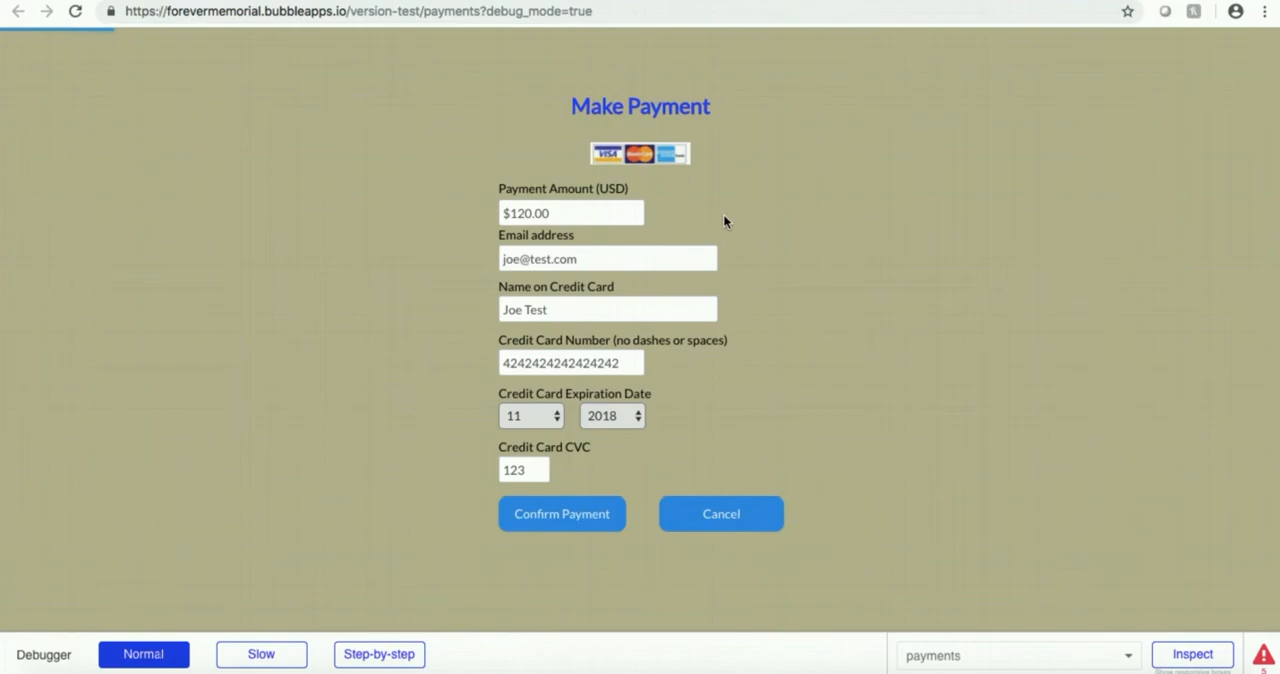 https://forevermemorial.bubbleapps.io/version-test/payments?debug_mode=true
Make Payment
VISA
Payment Amount (USD)
$120.00
Email address
joe@test.com
Name on Credit Card
Joe Test
Credit Card Number (no dashes or spaces)
4242424242424242
Credit Card Expiration Date
11 2018
Credit Card CVC
123
Confirm Payment Cancel
Debugger Normal Slow Step-by-step payments Inspect
5